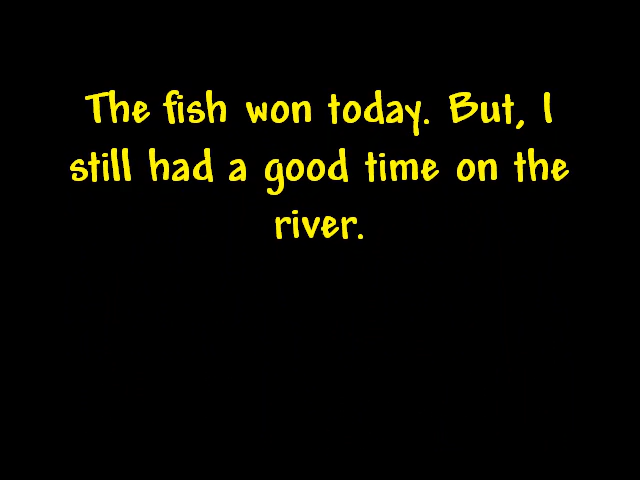 The fish won today. But, I
still had a good time on the
river.